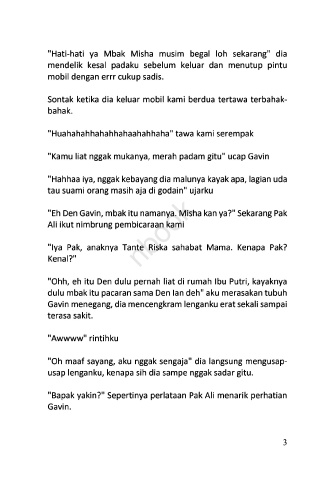 "Hati-hati ya Mbak Misha musim begal loh sekarang" dia
mendelik kesal padaku sebelum keluar dan menutup pintu
mobil dengan errr cukup sadis.
Sontak ketika dia keluar mobil kami berdua tertawa terbahak-
bahak.
"Huahahahhahahhahaahahhaha" tawa kami serempak
"Kamu liat nggak mukanya, merah padam gitu" ucap Gavin
"Hahhaa iya, nggak kebayang dia malunya kayak apa, lagian uda
tau suami orang masih aja di godain" ujarku
"Eh Den Gavin, mbak itu namanya. Misha kan ya?" Sekarang Pak
Ali ikut nimbrung pembicaraan kami
"Iya Pak, anaknya Tante Riska sahabat Mama. Kenapa Pak?
Kenal?"
"Ohh, eh itu Den dulu pernah liat di rumah Ibu Putri, kayaknya
dulu mbak itu pacaran sama Den Ian deh" aku merasakan tubuh
Gavin menegang, dia mencengkram lenganku erat sekali sampai
terasa sakit.
"Awwww" rintihku
"Oh maaf sayang, aku nggak sengaja" dia langsung mengusap-
usap lenganku, kenapa sih dia sampe nggak sadar gitu.
"Bapak yakin?" Sepertinya perlataan Pak Ali menarik perhatian
Gavin.
3